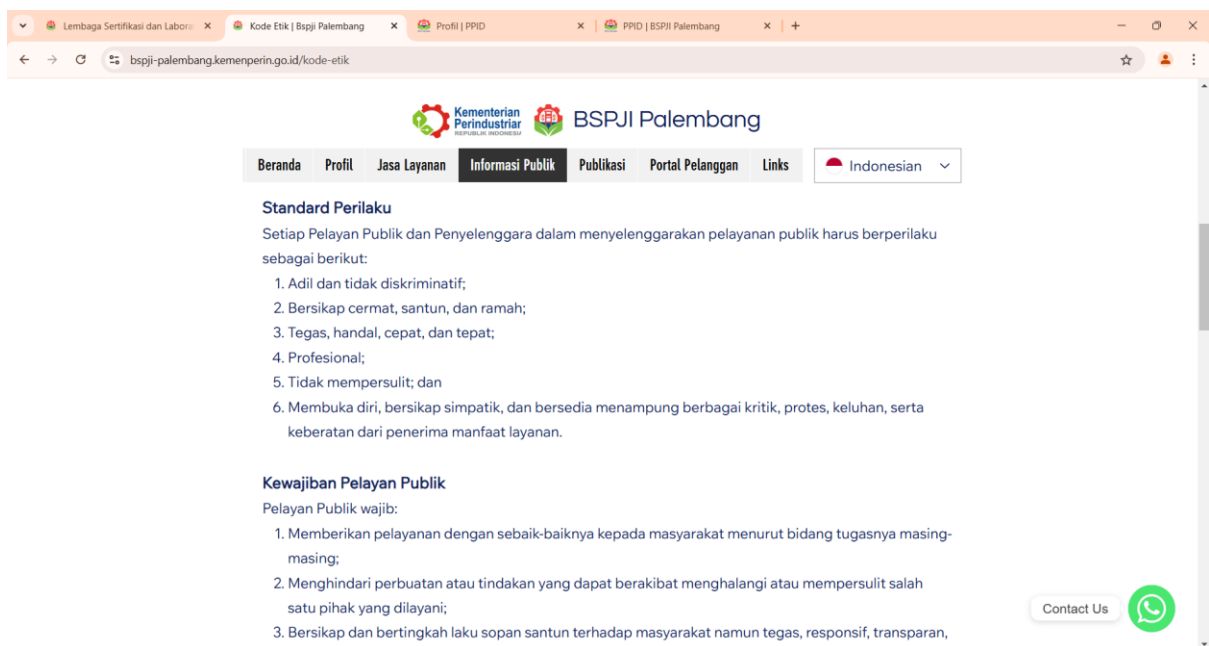 Lembaga Sertifikasi dan Labora
Kode Etik | Bspji Palembang
Profil | PPID
PPID | BSPJI Palembang
bspji-palembang.kemenperin.go.id/kode-etik
Kementerian
Perindustrian
REPUBLIK INDONESIA
BSPJI Palembang
Beranda Profil Jasa Layanan Informasi Publik Publikasi Portal Pelanggan Links Indonesian
Standard Perilaku
Setiap Pelayan Publik dan Penyelenggara dalam menyelenggarakan pelayanan publik harus berperilaku
sebagai berikut:
1. Adil dan tidak diskriminatif;
2. Bersikap cermat, santun, dan ramah;
3. Tegas, handal, cepat, dan tepat;
4. Profesional;
5. Tidak mempersulit; dan
6. Membuka diri, bersikap simpatik, dan bersedia menampung berbagai kritik, protes, keluhan, serta
keberatan dari penerima manfaat layanan.
Kewajiban Pelayan Publik
Pelayan Publik wajib:
1. Memberikan pelayanan dengan sebaik-baiknya kepada masyarakat menurut bidang tugasnya masing-
masing;
2. Menghindari perbuatan atau tindakan yang dapat berakibat menghalangi atau mempersulit salah
satu pihak yang dilayani;
3. Bersikap dan bertingkah laku sopan santun terhadap masyarakat namun tegas, responsif, transparan,
Contact Us